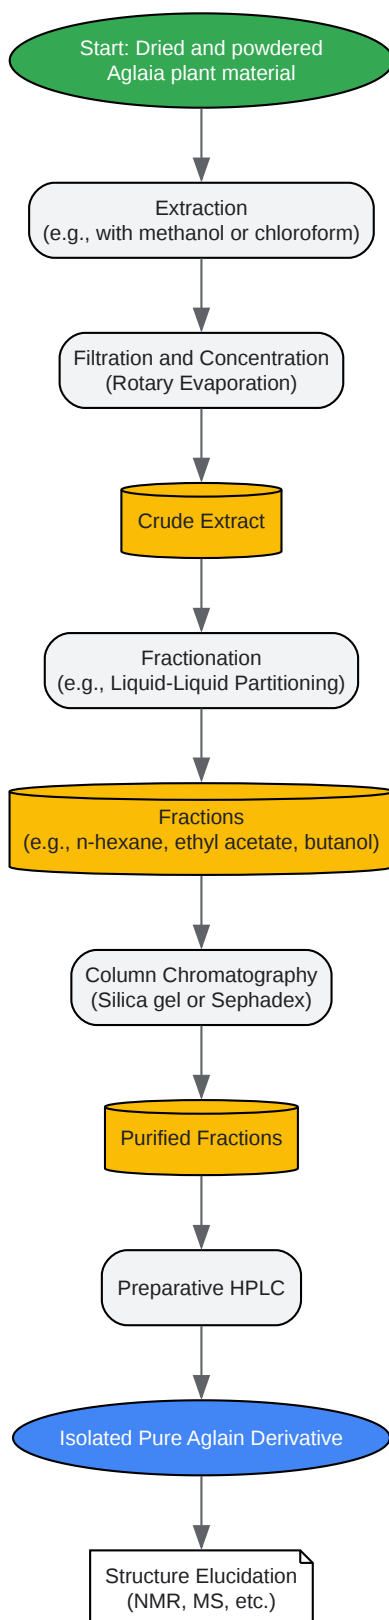 Start: Dried and powdered
Aglaia plant material
Extraction
(e.g., with methanol or chloroform)
Filtration and Concentration
(Rotary Evaporation)
Crude Extract
Fractionation
(e.g., Liquid-Liquid Partitioning)
Fractions
(e.g., n-hexane, ethyl acetate, butanol)
Column Chromatography
(Silica gel or Sephadex)
Purified Fractions
Preparative HPLC
Isolated Pure Aglain Derivative
Structure Elucidation
(NMR, MS, etc.)